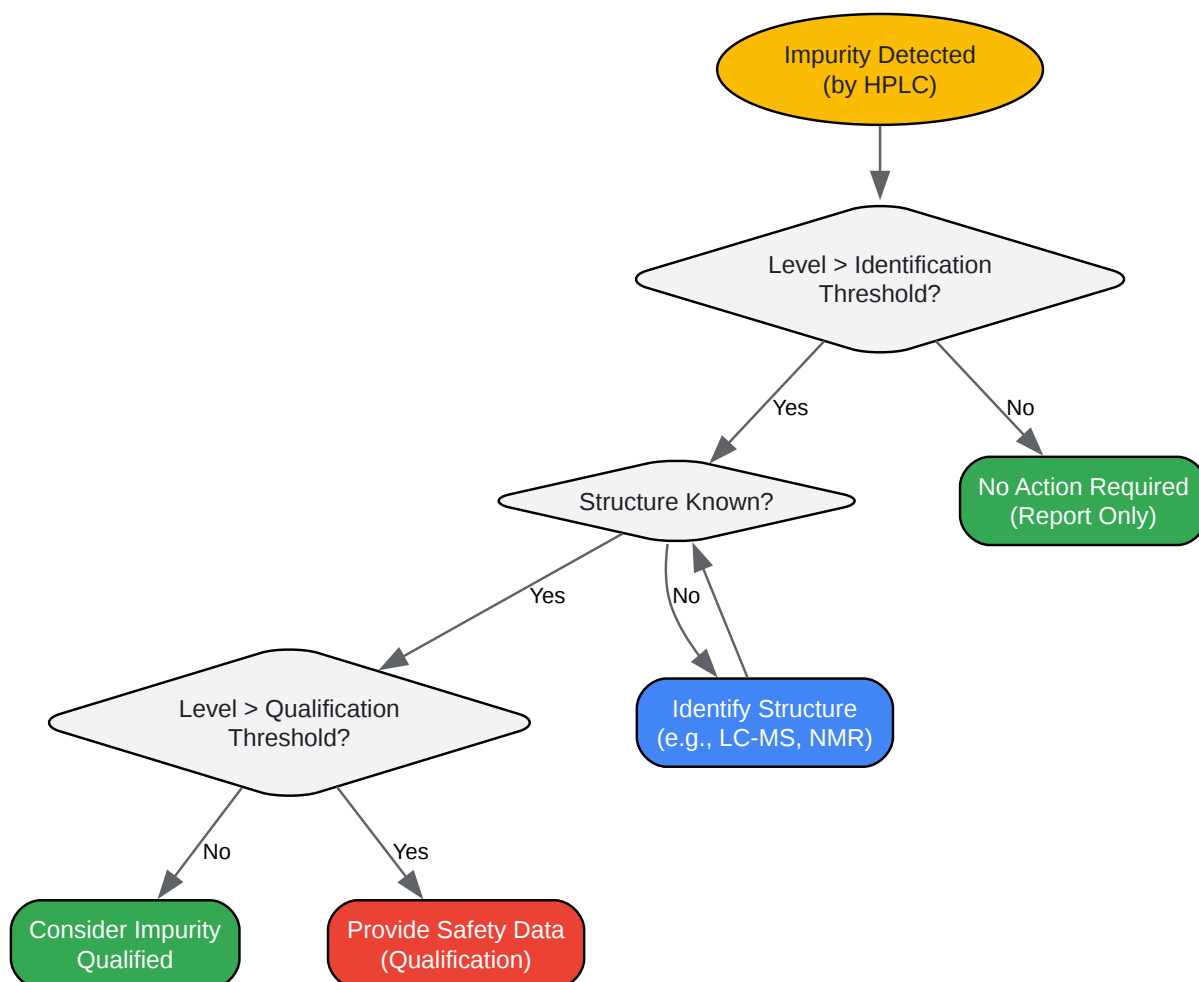 Impurity Detected
(by HPLC)
Level > Identification
Threshold?
Yes
No
Structure Known?
No Action Required
(Report Only)
Yes
No
Level > Qualification
Threshold?
Identify Structure
(e.g., LC-MS, NMR)
No
Yes
Consider Impurity
Qualified
Provide Safety Data
(Qualification)